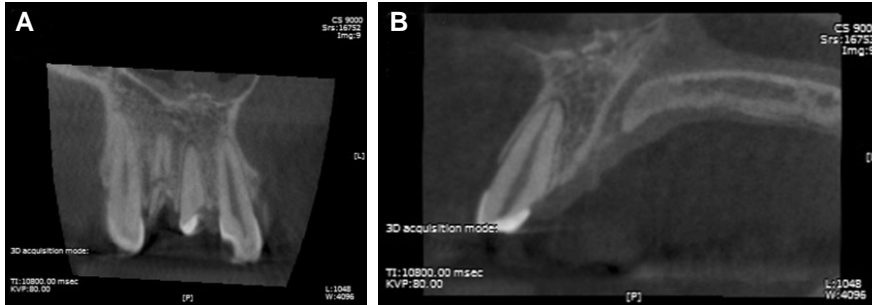 A
CS 9000
Srs:16752
Img:9
[L]
3D acquisition mode:
TI:10800.00 msec
KVP:80.00
[P]
L:1048
W:4096
B
CS 900
Srs:1675
Img:9
3D acquisition mode:
TI:10800.00 msec
KVP:80.00
[P]
L:1048
W:4096